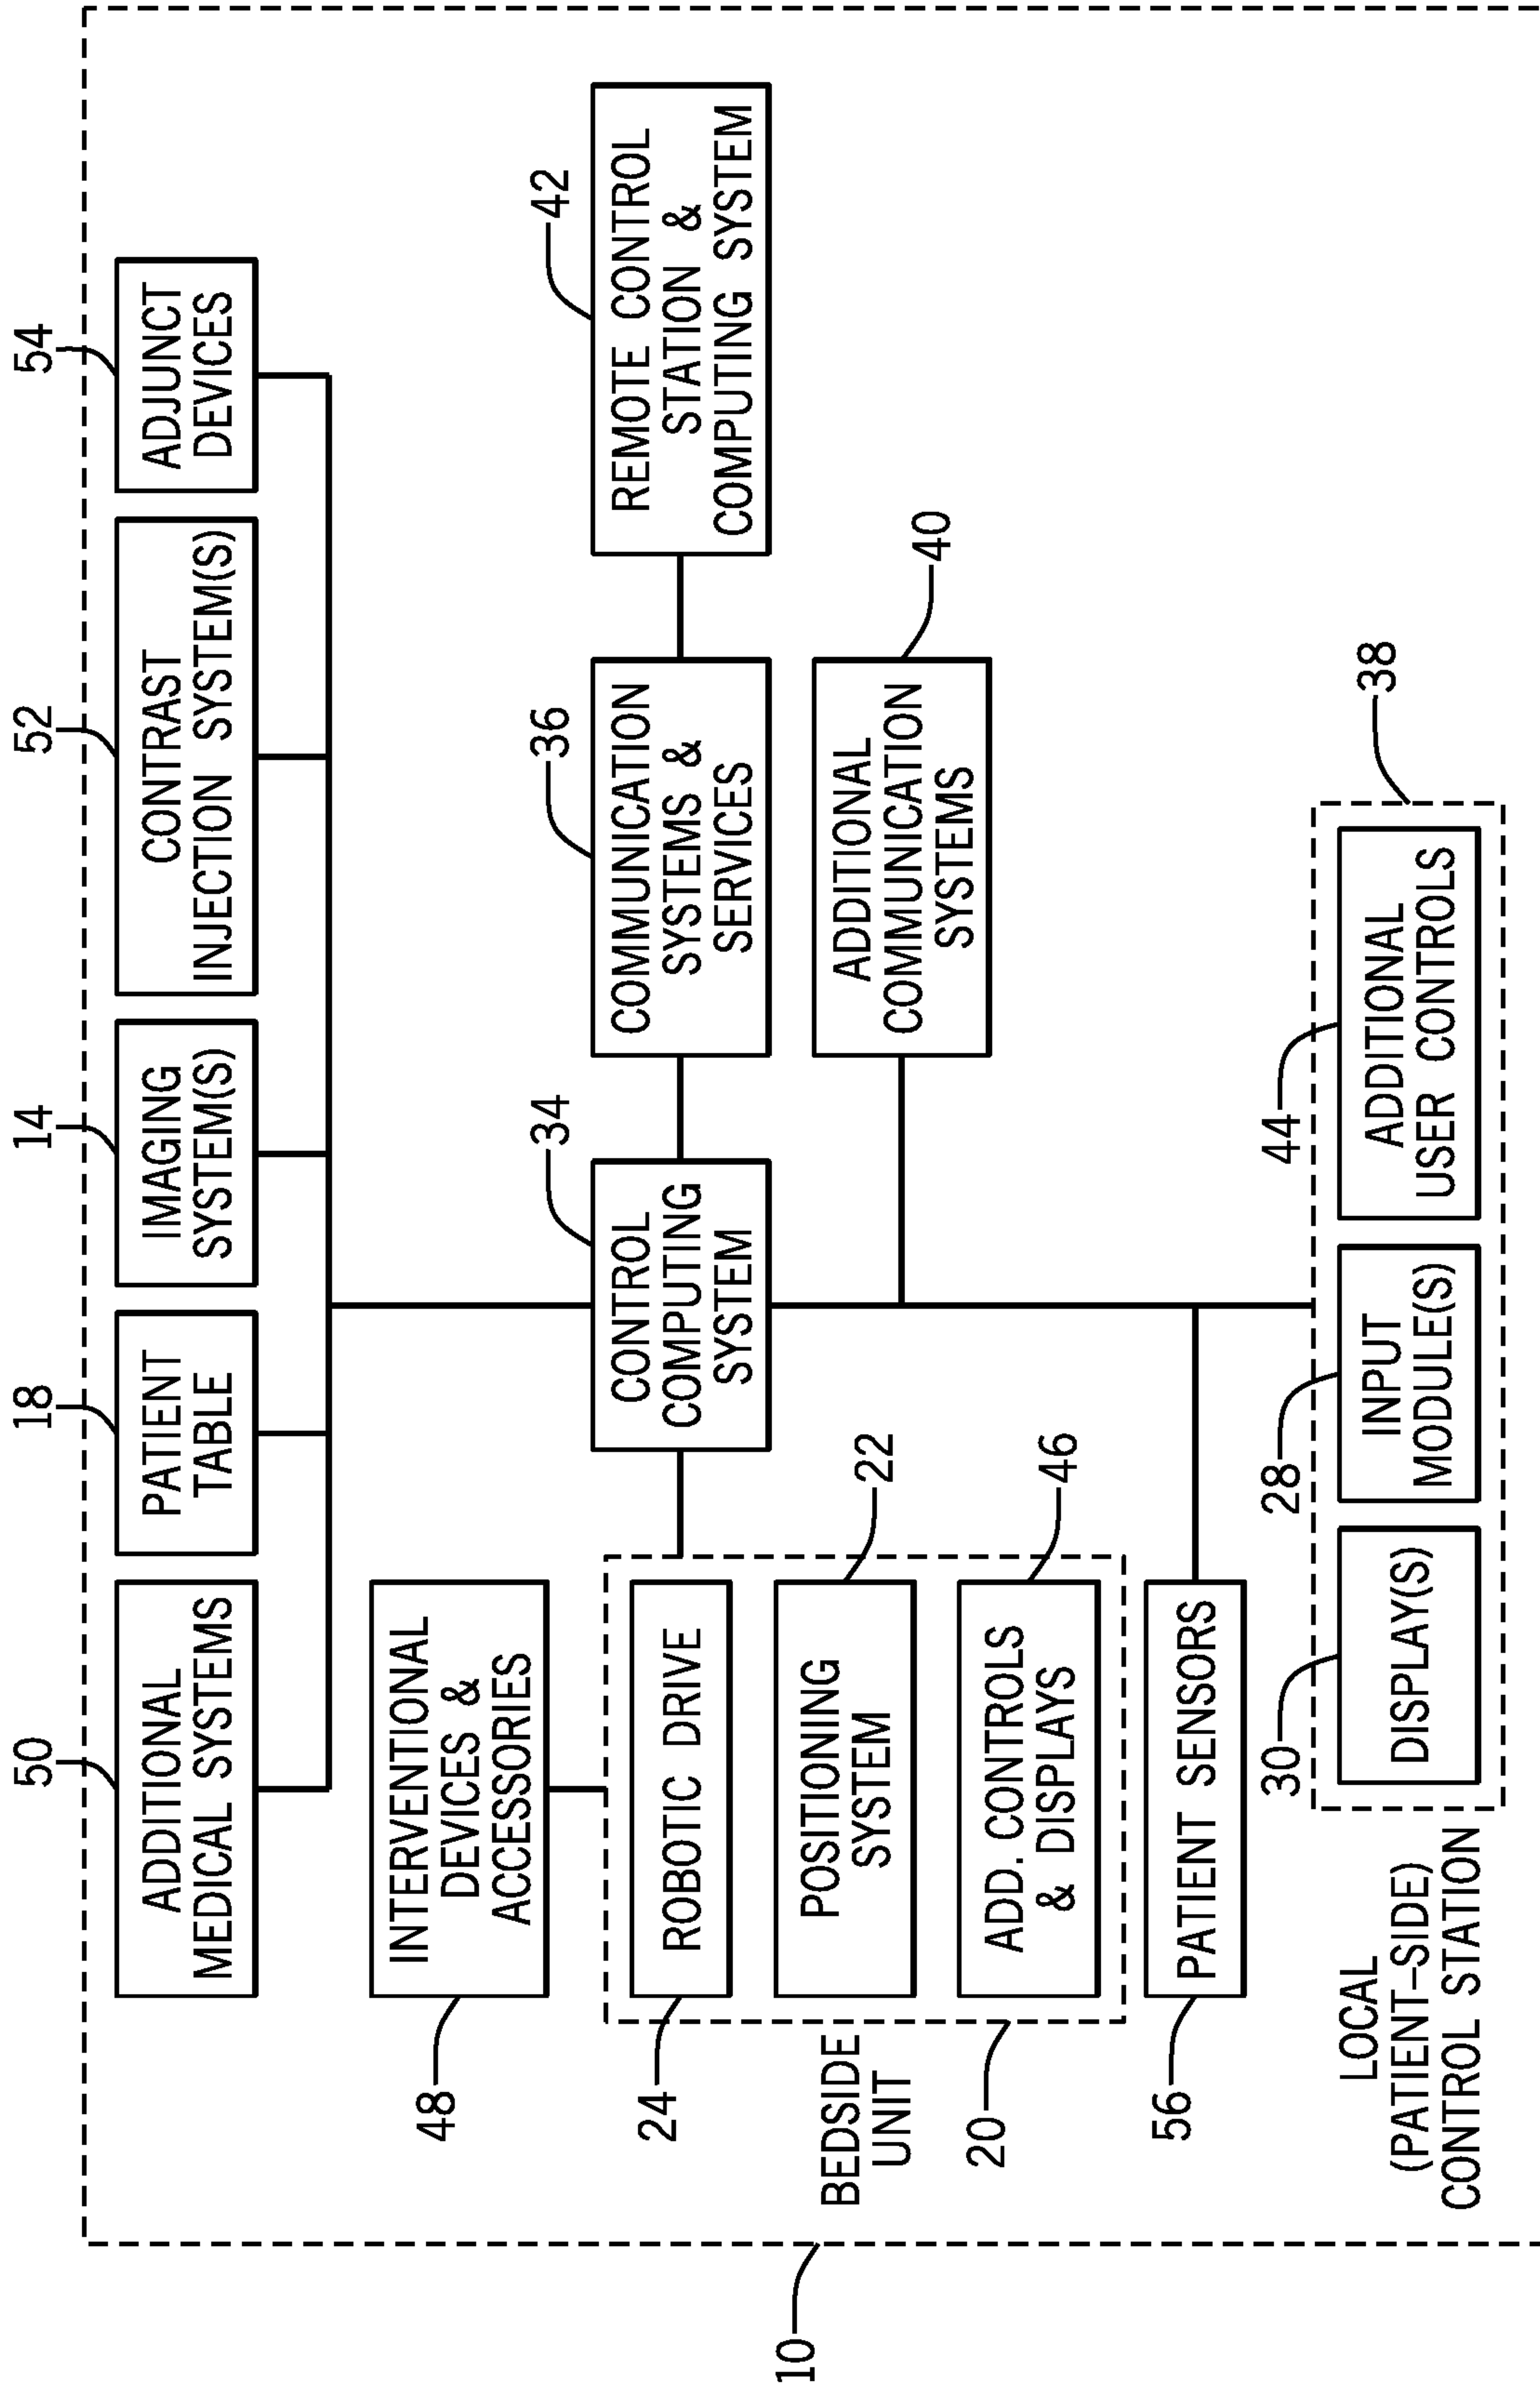 50
18
14
52
54
ADDITIONAL
MEDICAL SYSTEMS
PATIENT
TABLE
IMAGING
SYSTEM(S)
CONTRAST
INJECTION SYSTEM(S)
ADJUNCT
DEVICES
48
INTERVENTIONAL
DEVICES &
ACCESSORIES
34
CONTROL
COMPUTING
SYSTEM
36
COMMUNICATION
SYSTEMS &
SERVICES
42
REMOTE CONTROL
STATION &
COMPUTING SYSTEM
24
ROBOTIC DRIVE
BEDSIDE
UNIT
POSITIONING
SYSTEM
22
ADDITIONAL
COMMUNICATION
SYSTEMS
40
20
ADD. CONTROLS
& DISPLAYS
46
56
PATIENT SENSORS
10
LOCAL
(PATIENT–SIDE)
CONTROL STATION
30
DISPLAY(S)
28
INPUT
MODULE(S)
44
ADDITIONAL
USER CONTROLS
38